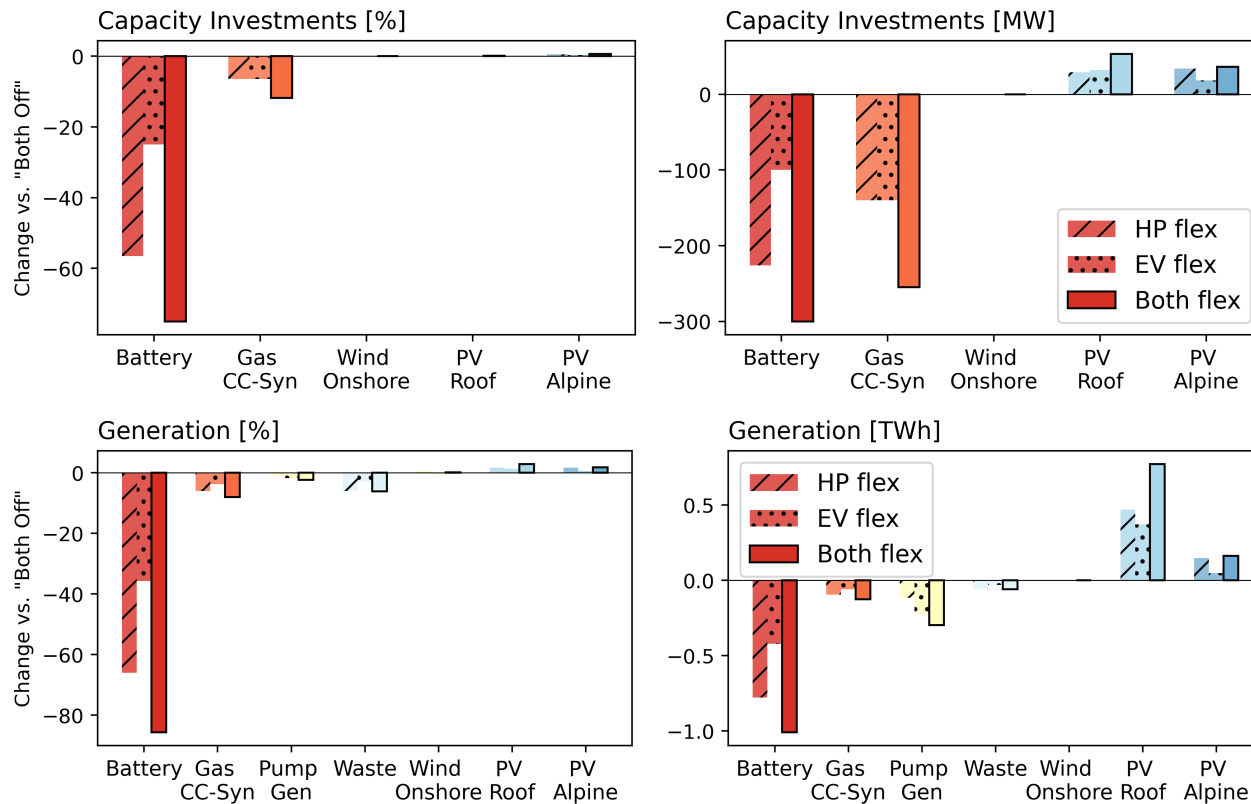 Capacity Investments [%]
Change vs. "Both Off"
0
−20
−40
−60
Battery
Gas
CC-Syn
Wind
Onshore
PV
Roof
PV
Alpine
Capacity Investments [MW]
0
−100
−200
−300
HP flex
EV flex
Both flex
Battery
Gas
CC-Syn
Wind
Onshore
PV
Roof
PV
Alpine
Generation [%]
Change vs. "Both Off"
0
−20
−40
−60
−80
Battery
Gas
CC-Syn
Pump
Gen
Waste
Wind
Onshore
PV
Roof
PV
Alpine
Generation [TWh]
0.5
0.0
−0.5
−1.0
HP flex
EV flex
Both flex
Battery
Gas
CC-Syn
Pump
Gen
Waste
Wind
Onshore
PV
Roof
PV
Alpine